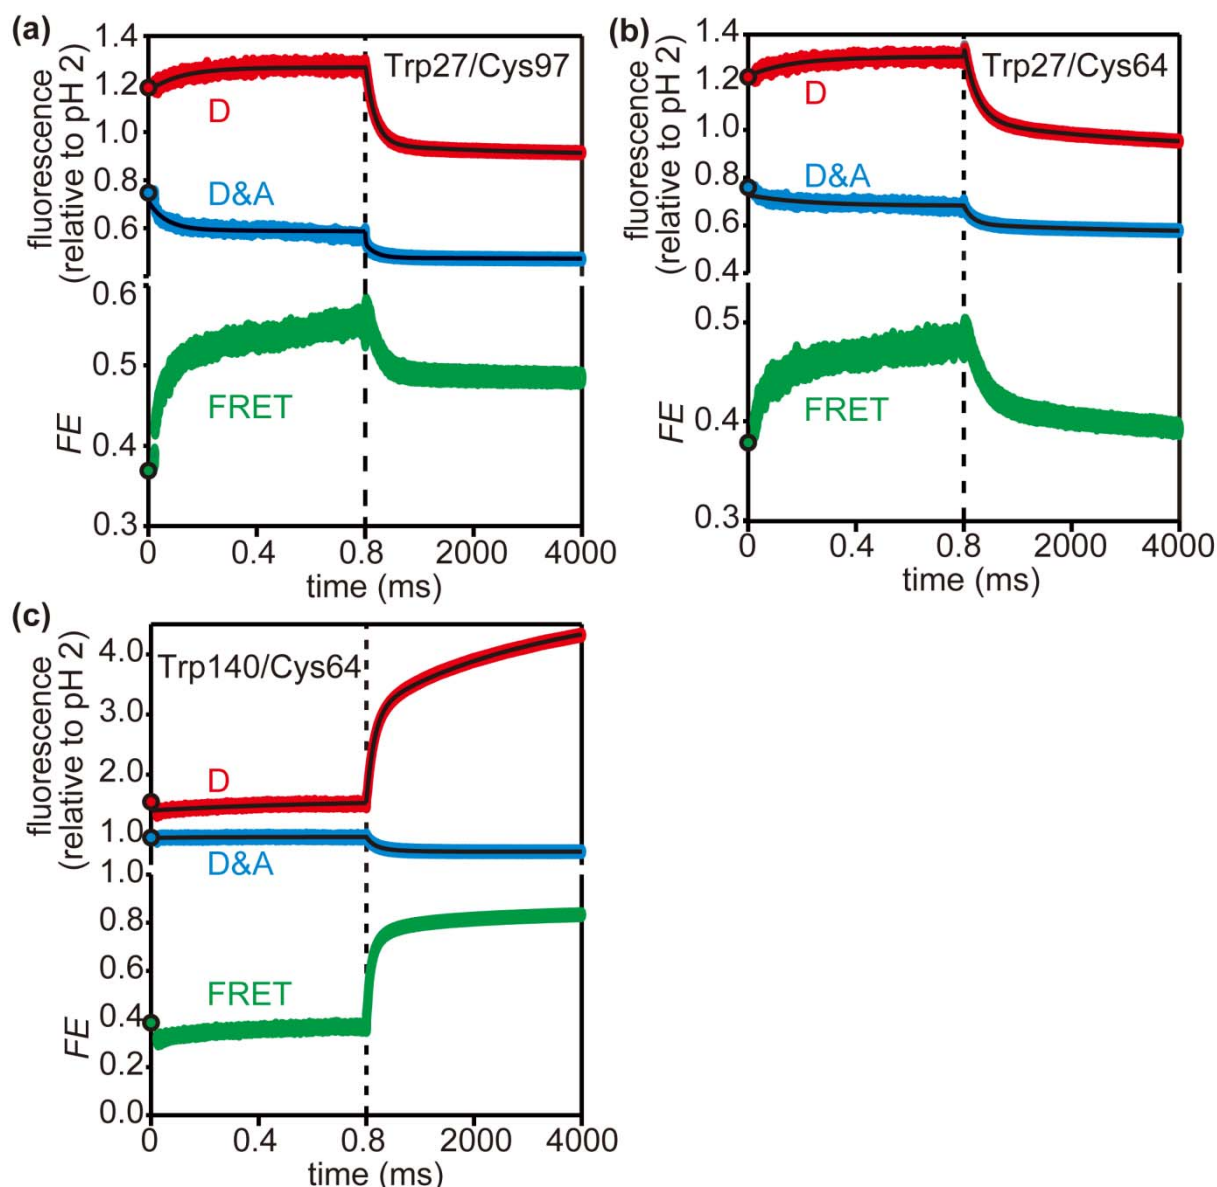 (a)
fluorescence
(relative to pH 2)
1.4
1.2
1.0
0.8
0.6
Trp27/Cys97
D
D&A
FE
0.6
0.5
0.4
0.3
FRET
0 0.4 0.8 2000 4000
time (ms)
(b)
fluorescence
(relative to pH 2)
1.4
1.2
1.0
0.8
0.6
0.4
Trp27/Cys64
D
D&A
FE
0.5
0.4
0.3
FRET
0 0.4 0.8 2000 4000
time (ms)
(c)
fluorescence
(relative to pH 2)
4.0
3.0
2.0
1.0
Trp140/Cys64
D
D&A
FE
1.0
0.8
0.6
0.4
0.2
0.0
FRET
0 0.4 0.8 2000 4000
time (ms)